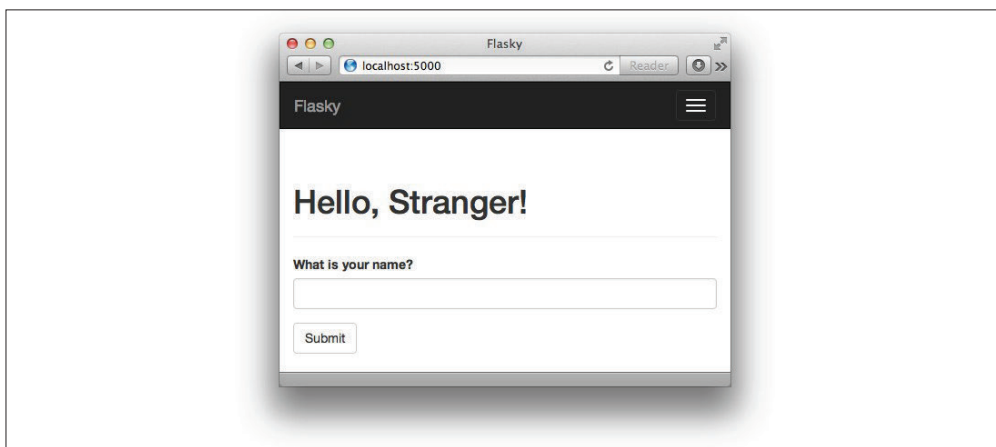 Flasky
localhost:5000
Reader
Flasky
Hello, Stranger!
What is your name?
Submit